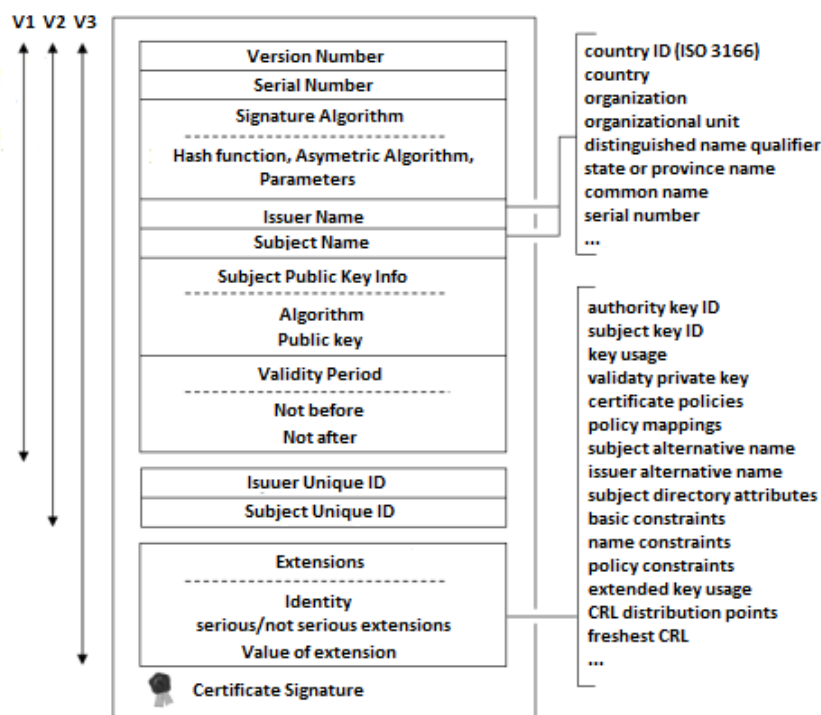 V1 V2 V3
Version Number
Serial Number
Signature Algorithm
Hash function, Asymetric Algorithm,
Parameters
Issuer Name
Subject Name
Subject Public Key Info
Algorithm
Public key
Validity Period
Not before
Not after
Isuuer Unique ID
Subject Unique ID
Extensions
Identity
serious/not serious extensions
Value of extension
Certificate Signature
country ID (ISO 3166)
country
organization
organizational unit
distinguished name qualifier
state or province name
common name
serial number
...
authority key ID
subject key ID
key usage
validaty private key
certificate policies
policy mappings
subject alternative name
issuer alternative name
subject directory attributes
basic constraints
name constraints
policy constraints
extended key usage
CRL distribution points
freshest CRL
...